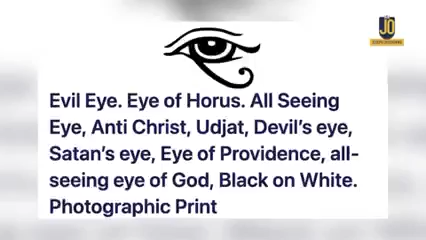 JO
Evil Eye. Eye of Horus. All Seeing
Eye, Anti Christ, Udjat, Devil's eye,
Satan's eye, Eye of Providence, all-
seeing eye of God, Black on White.
Photographic Print